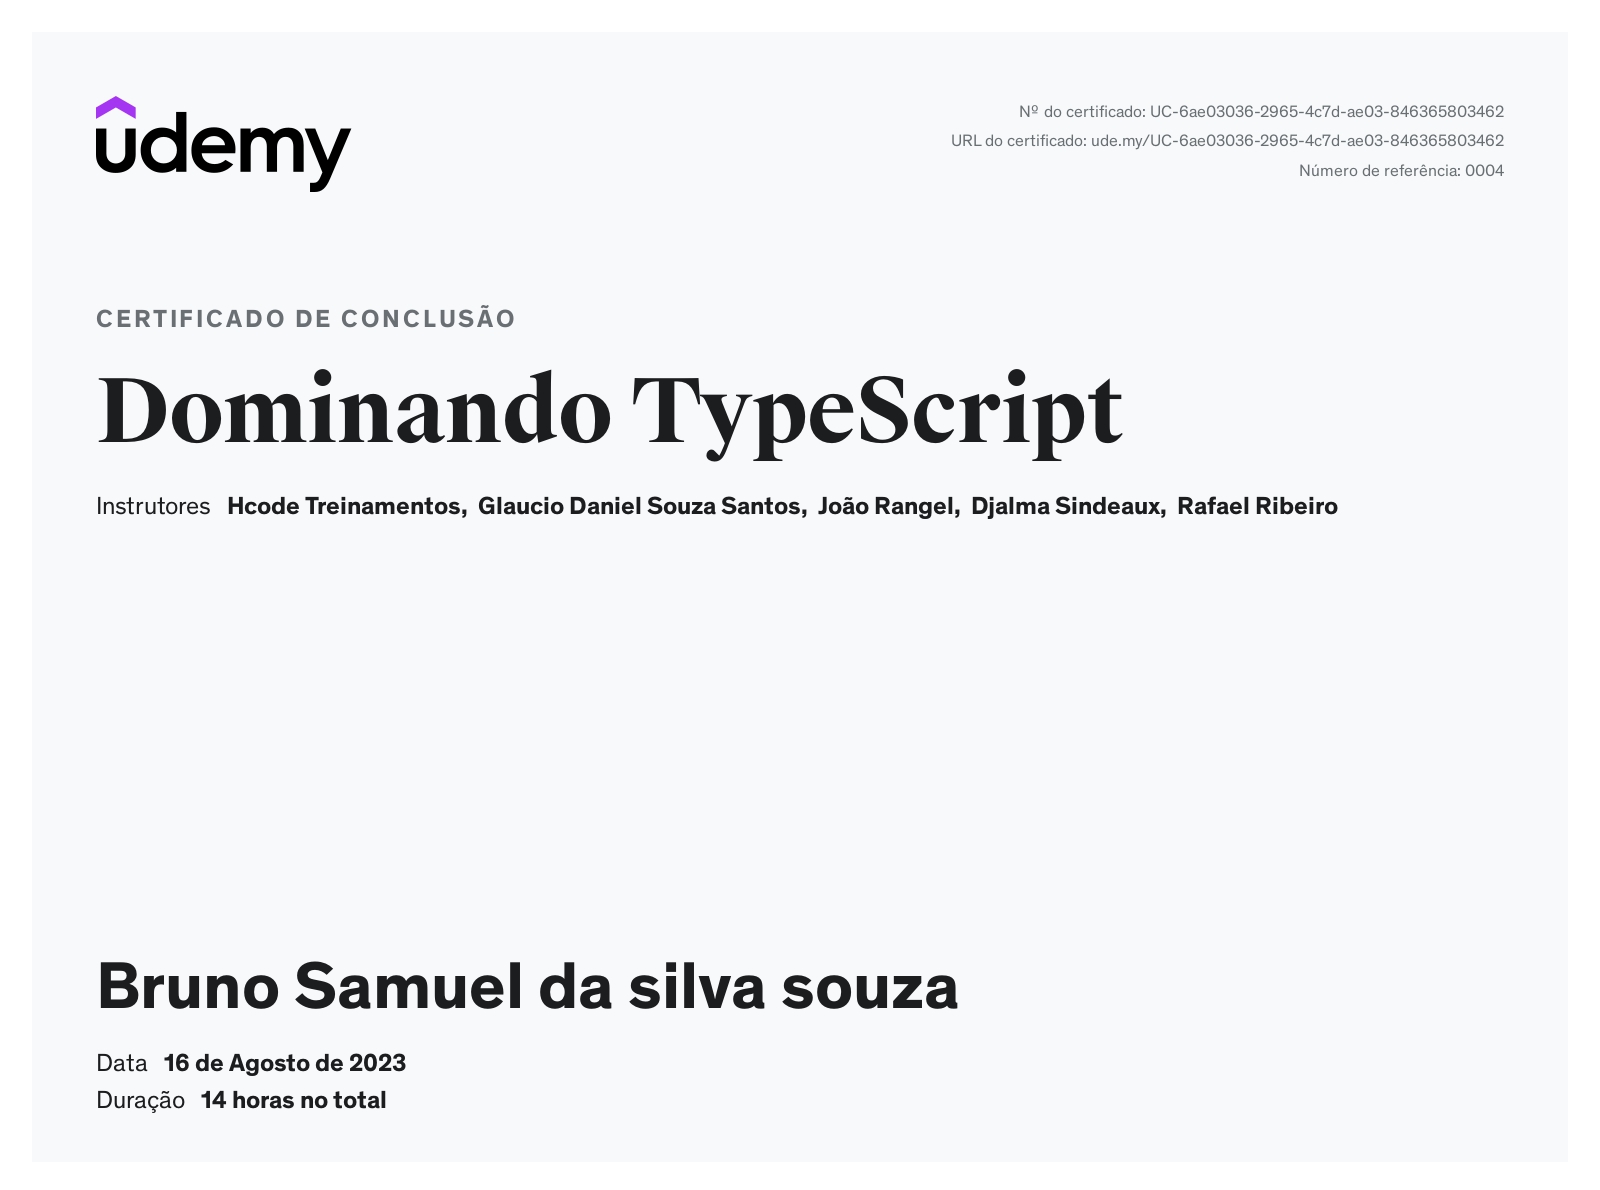 udemy
Nº do certificado: UC-6ae03036-2965-4c7d-ae03-846365803462
URL do certificado: ude.my/UC-6ae03036-2965-4c7d-ae03-846365803462
Número de referência: 0004
CERTIFICADO DE CONCLUSÃO
Dominando TypeScript
Instrutores Hcode Treinamentos, Glaucio Daniel Souza Santos, João Rangel, Djalma Sindeaux, Rafael Ribeiro
Bruno Samuel da silva souza
Data 16 de Agosto de 2023
Duração 14 horas no total